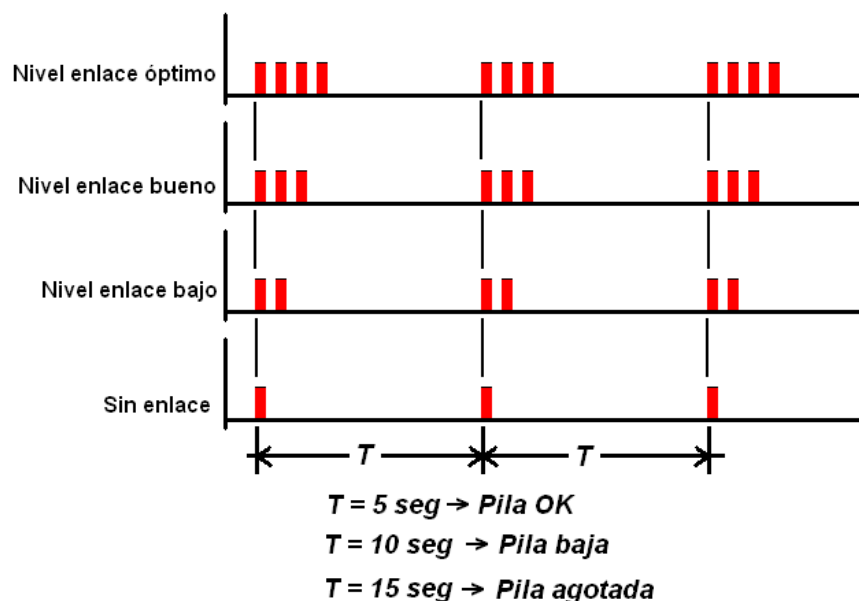 Nivel enlace óptimo
Nivel enlace bueno
Nivel enlace bajo
Sin enlace
T T
T = 5 seg → Pila OK
T = 10 seg → Pila baja
T = 15 seg → Pila agotada